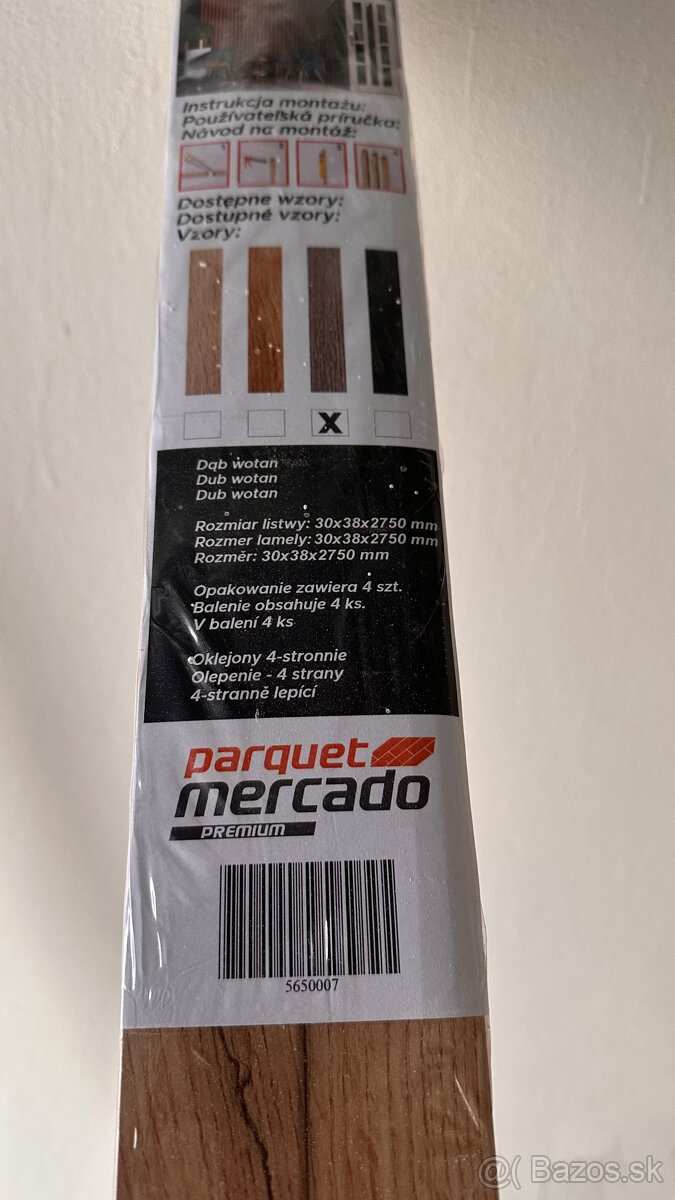 Instrukcja montażu:
Používateľská príručka:
Návod na montáž:
Dostępne wzory:
Dostupné vzory:
Vzory:
X
Dąb wotan
Dub wotan
Dub wotan
Rozmiar listwy: 30x38x2750 mm
Rozmer lamely: 30x38x2750 mm
Rozměr: 30x38x2750 mm
Opakowanie zawiera 4 szt.
Balenie obsahuje 4 ks.
V balení 4 ks
Oklejony 4-stronnie
Olepenie - 4 strany
4-stranně lepící
parquet
mercado
PREMIUM
5650007
@( Bazos.sk